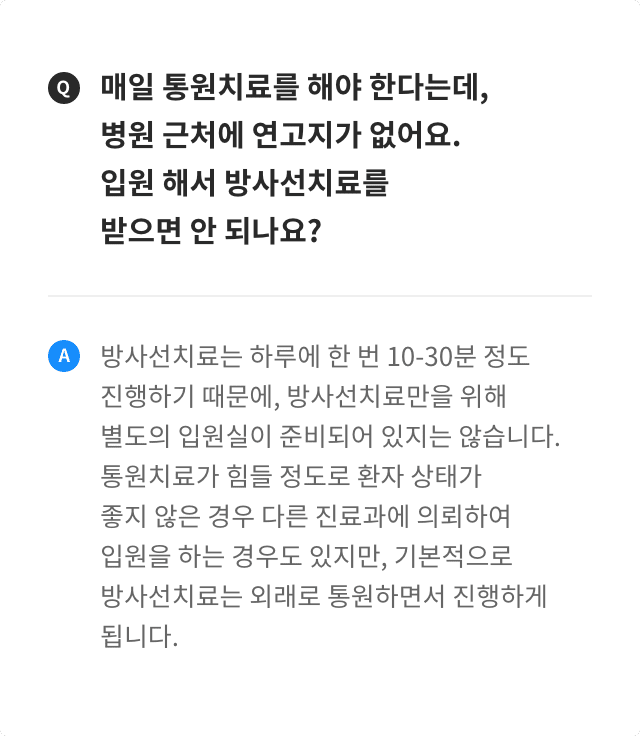 Q 매일 통원치료를 해야 한다는데,
병원 근처에 연고지가 없어요.
입원 해서 방사선치료를
받으면 안 되나요?
A 방사선치료는 하루에 한 번 10-30분 정도
진행하기 때문에, 방사선치료만을 위해
별도의 입원실이 준비되어 있지는 않습니다.
통원치료가 힘들 정도로 환자 상태가
좋지 않은 경우 다른 진료과에 의뢰하여
입원을 하는 경우도 있지만, 기본적으로
방사선치료는 외래로 통원하면서 진행하게
됩니다.